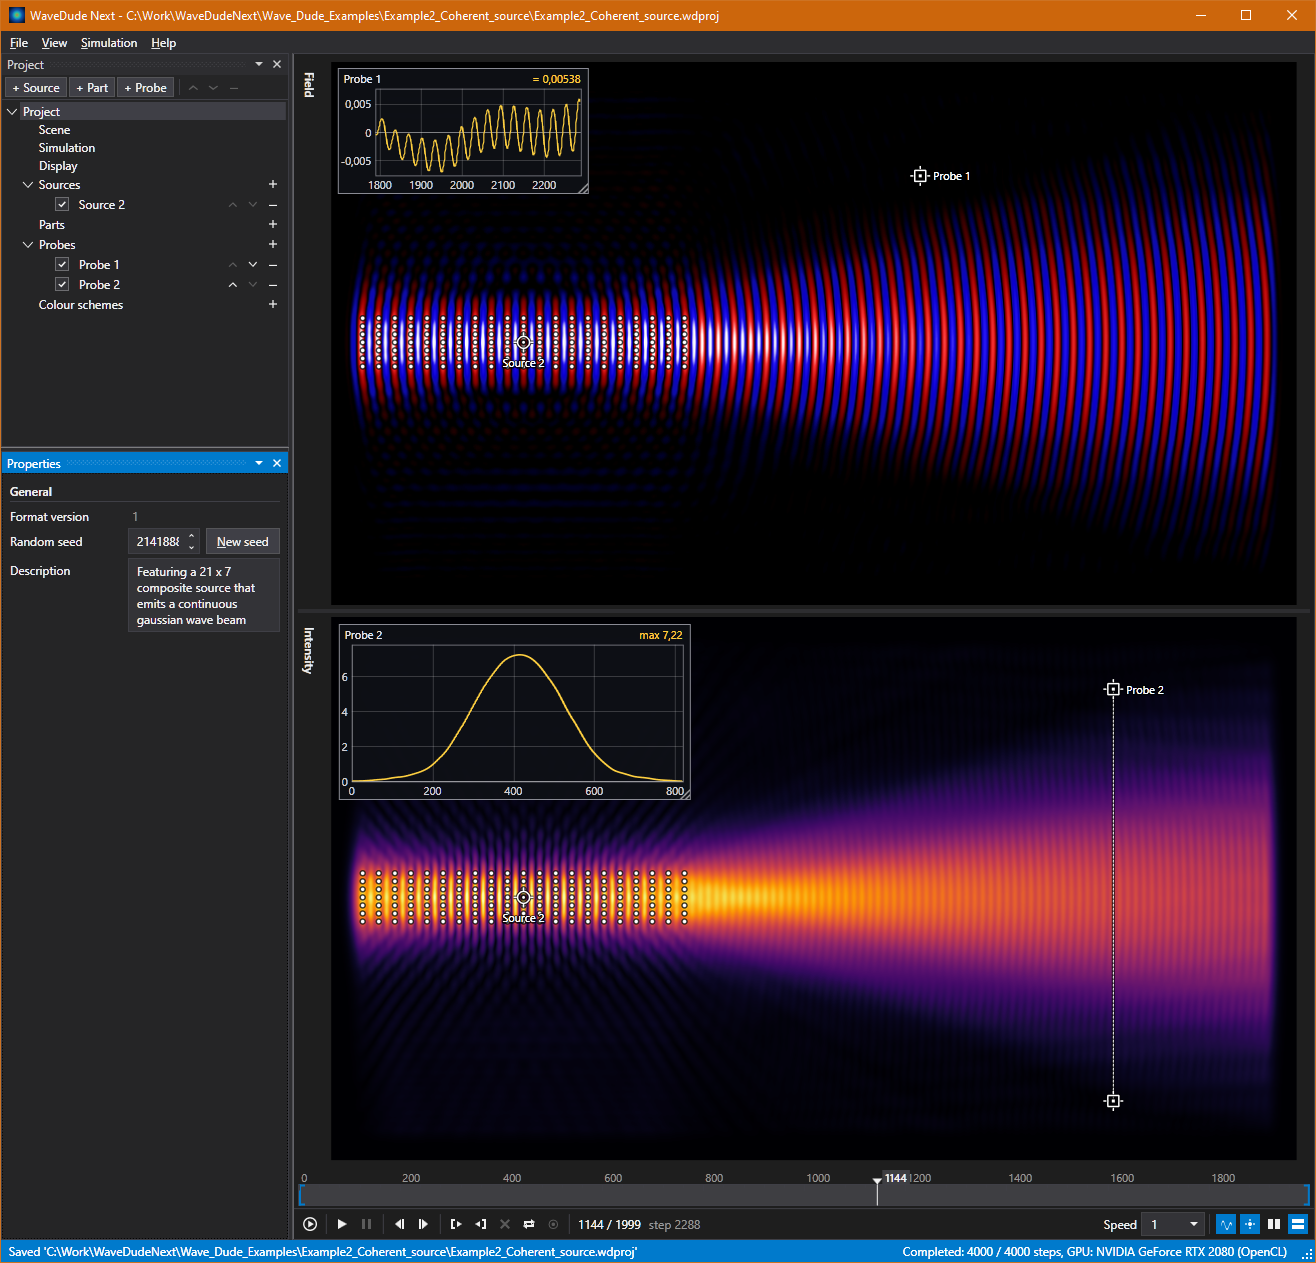 WaveDude Next - C:\Work\WaveDudeNext\Wave_Dude_Examples\Example2_Coherent_source\Example2_Coherent_source.wdproj
File View Simulation Help
Project
+ Source + Part + Probe
Project
Scene
Simulation
Display
Sources
Source 2
Parts
Probes
Probe 1
Probe 2
Colour schemes
Properties
General
Format version 1
Random seed New seed
Description Featuring a 21 x 7
composite source that
emits a continuous
gaussian wave beam
Field
Probe 1 = 0,00538
0,005
0
-0,005
1800 1900 2000 2100 2200
Probe 1
Source 2
Intensity
Probe 2 max 7,22
6
4
2
0
0 200 400 600 800
Probe 2
Source 2
0 200 400 600 800 1000 1144 1200 1400 1600 1800
1144 / 1999 step 2288
Speed 1
Saved 'C:\Work\WaveDudeNext\Wave_Dude_Examples\Example2_Coherent_source\Example2_Coherent_source.wdproj'
Completed: 4000 / 4000 steps, GPU: NVIDIA GeForce RTX 2080 (OpenCL)